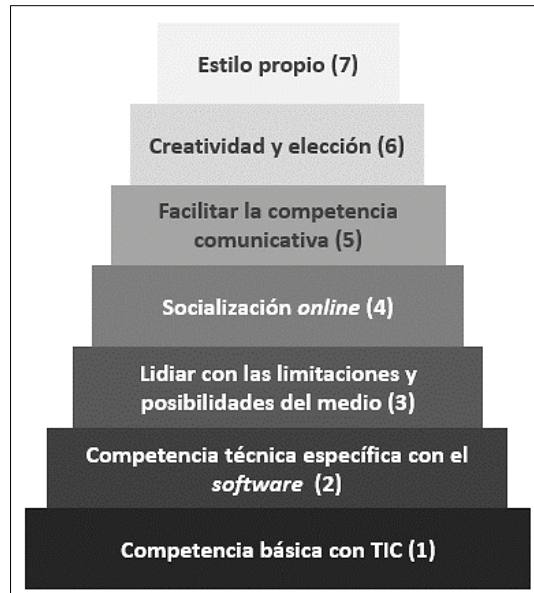 Estilo propio (7)
Creatividad y elección (6)
Facilitar la competencia
comunicativa (5)
Socialización online (4)
Lidiar con las limitaciones y
posibilidades del medio (3)
Competencia técnica específica con el
software (2)
Competencia básica con TIC (1)